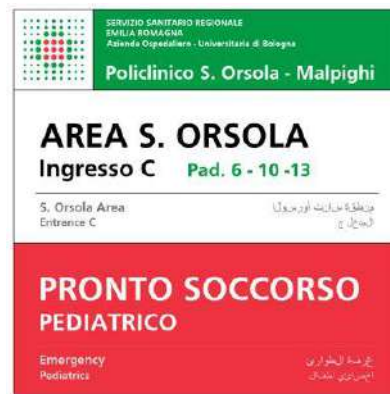 SERVIZIO SANITARIO REGIONALE
EMILIA ROMAGNA
Azienda Ospedaliero - Universitaria di Bologna
Policlinico S. Orsola - Malpighi
AREA S. ORSOLA
Ingresso C Pad. 6 - 10 -13
S. Orsola Area
Entrance C
PRONTO SOCCORSO
PEDIATRICO
Emergency
Pediatrics